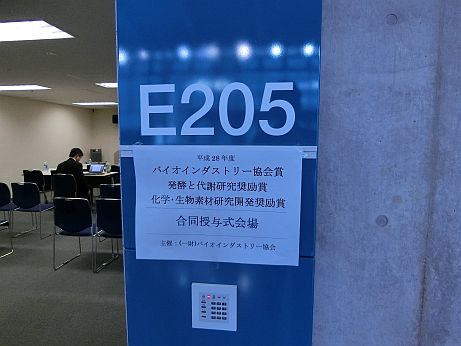 E205
平成28年度
バイオインダストリー協会賞
発酵と代謝研究奨励賞
化学・生物素材研究開発奨励賞
合同授与式会場
主催：(一財)バイオインダストリー協会